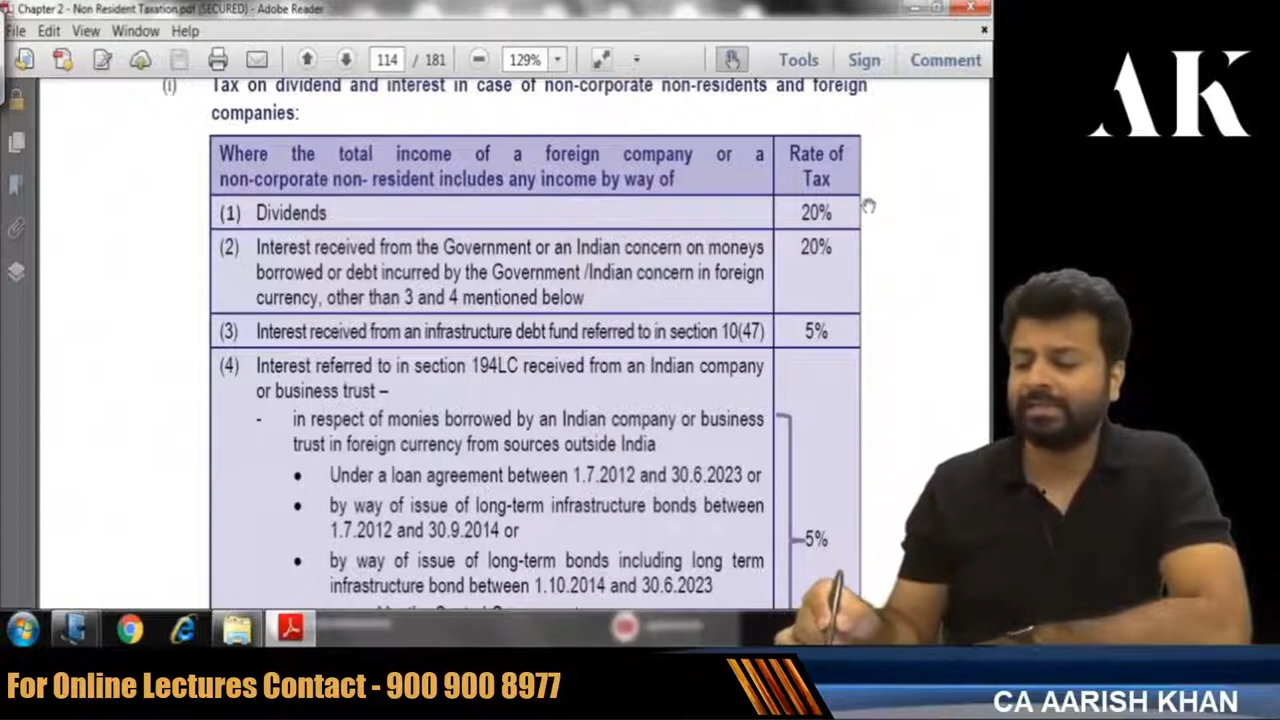 Chapter 2 - Non Resident Taxation.pdf (SECURED) - Adobe Reader
File Edit View Window Help
114 / 181 129% Tools Sign Comment
(i) Tax on dividend and interest in case of non-corporate non-residents and foreign
companies:
Where the total income of a foreign company or a
non-corporate non- resident includes any income by way of
Rate of
Tax
(1) Dividends 20%
(2) Interest received from the Government or an Indian concern on moneys 20%
borrowed or debt incurred by the Government /Indian concern in foreign
currency, other than 3 and 4 mentioned below
(3) Interest received from an infrastructure debt fund referred to in section 10(47) 5%
(4) Interest referred to in section 194LC received from an Indian company
or business trust –
- in respect of monies borrowed by an Indian company or business
trust in foreign currency from sources outside India
• Under a loan agreement between 1.7.2012 and 30.6.2023 or
• by way of issue of long-term infrastructure bonds between
1.7.2012 and 30.9.2014 or
5%
• by way of issue of long-term bonds including long term
infrastructure bond between 1.10.2014 and 30.6.2023
AK
For Online Lectures Contact - 900 900 8977
CA AARISH KHAN